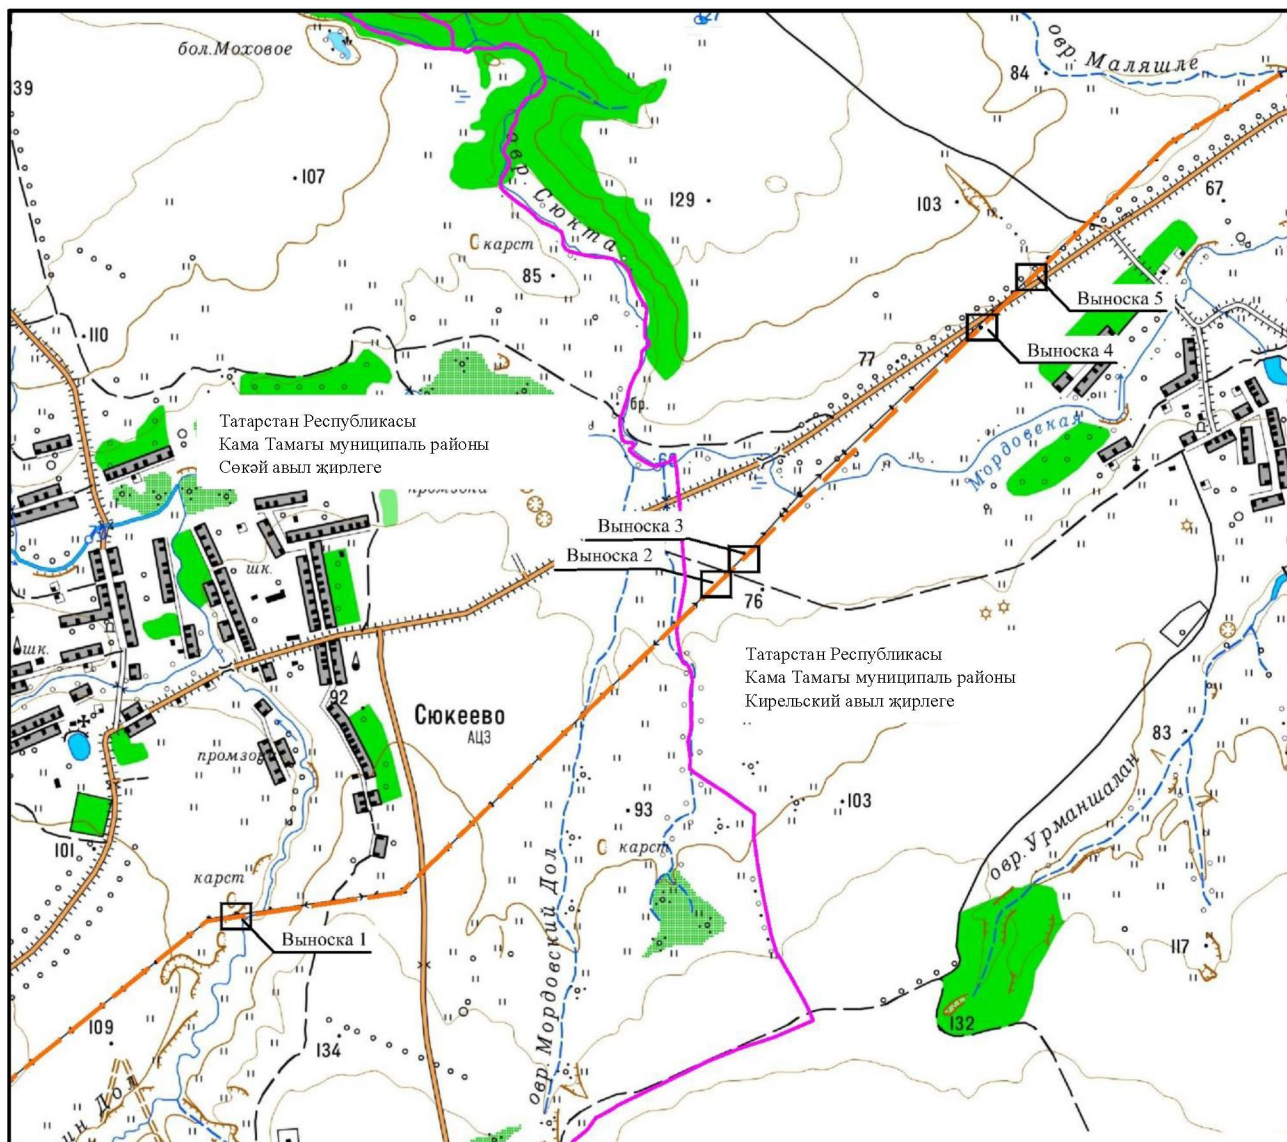 127
бол.Моховое
39
овр. Маляшле
84
107
129
103
67
овр. Сюкта
карст
85
Выноска 5
110
77
Выноска 4
бр.
Татарстан Республикасы
Кама Тамагы муниципаль районы
Сөкәй авыл җирлеге
Мордовская
промзона
Выноска 3
Выноска 2
шк.
76
шк.
Татарстан Республикасы
Кама Тамагы муниципаль районы
Кирельский авыл җирлеге
92
Сюкеево
АЦЗ
83
промзона
93
103
101
карст
овр. Урманшалан
карст
Выноска 1
овр. Мордовский Дол
117
109
132
134
Дол